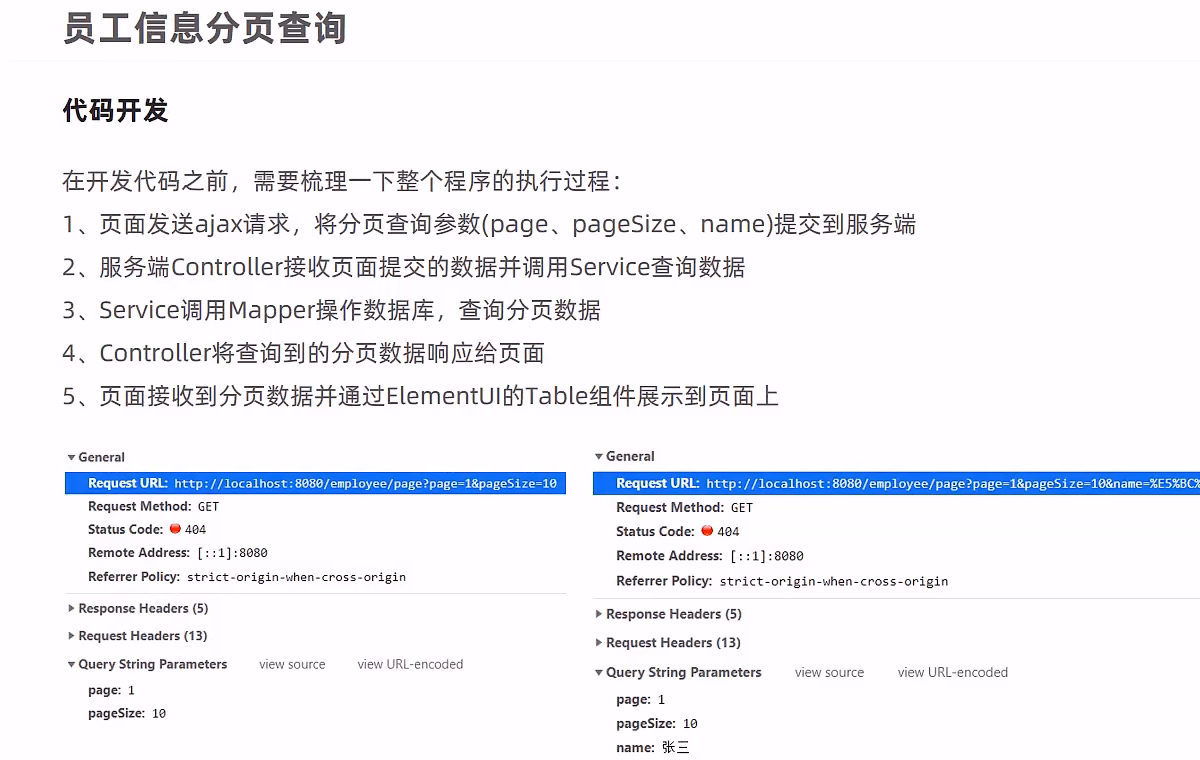 员工信息分页查询
代码开发
在开发代码之前，需要梳理一下整个程序的执行过程：
1、页面发送ajax请求，将分页查询参数(page、pageSize、name)提交到服务端
2、服务端Controller接收页面提交的数据并调用Service查询数据
3、Service调用Mapper操作数据库，查询分页数据
4、Controller将查询到的分页数据响应给页面
5、页面接收到分页数据并通过ElementUI的Table组件展示到页面上
General
Request URL: http://localhost:8080/employee/page?page=1&pageSize=10
Request Method: GET
Status Code: 404
Remote Address: [::1]:8080
Referrer Policy: strict-origin-when-cross-origin
Response Headers (5)
Request Headers (13)
Query String Parameters view source view URL-encoded
page: 1
pageSize: 10
General
Request URL: http://localhost:8080/employee/page?page=1&pageSize=10&name=%E5%BC%
Request Method: GET
Status Code: 404
Remote Address: [::1]:8080
Referrer Policy: strict-origin-when-cross-origin
Response Headers (5)
Request Headers (13)
Query String Parameters view source view URL-encoded
page: 1
pageSize: 10
name: 张三